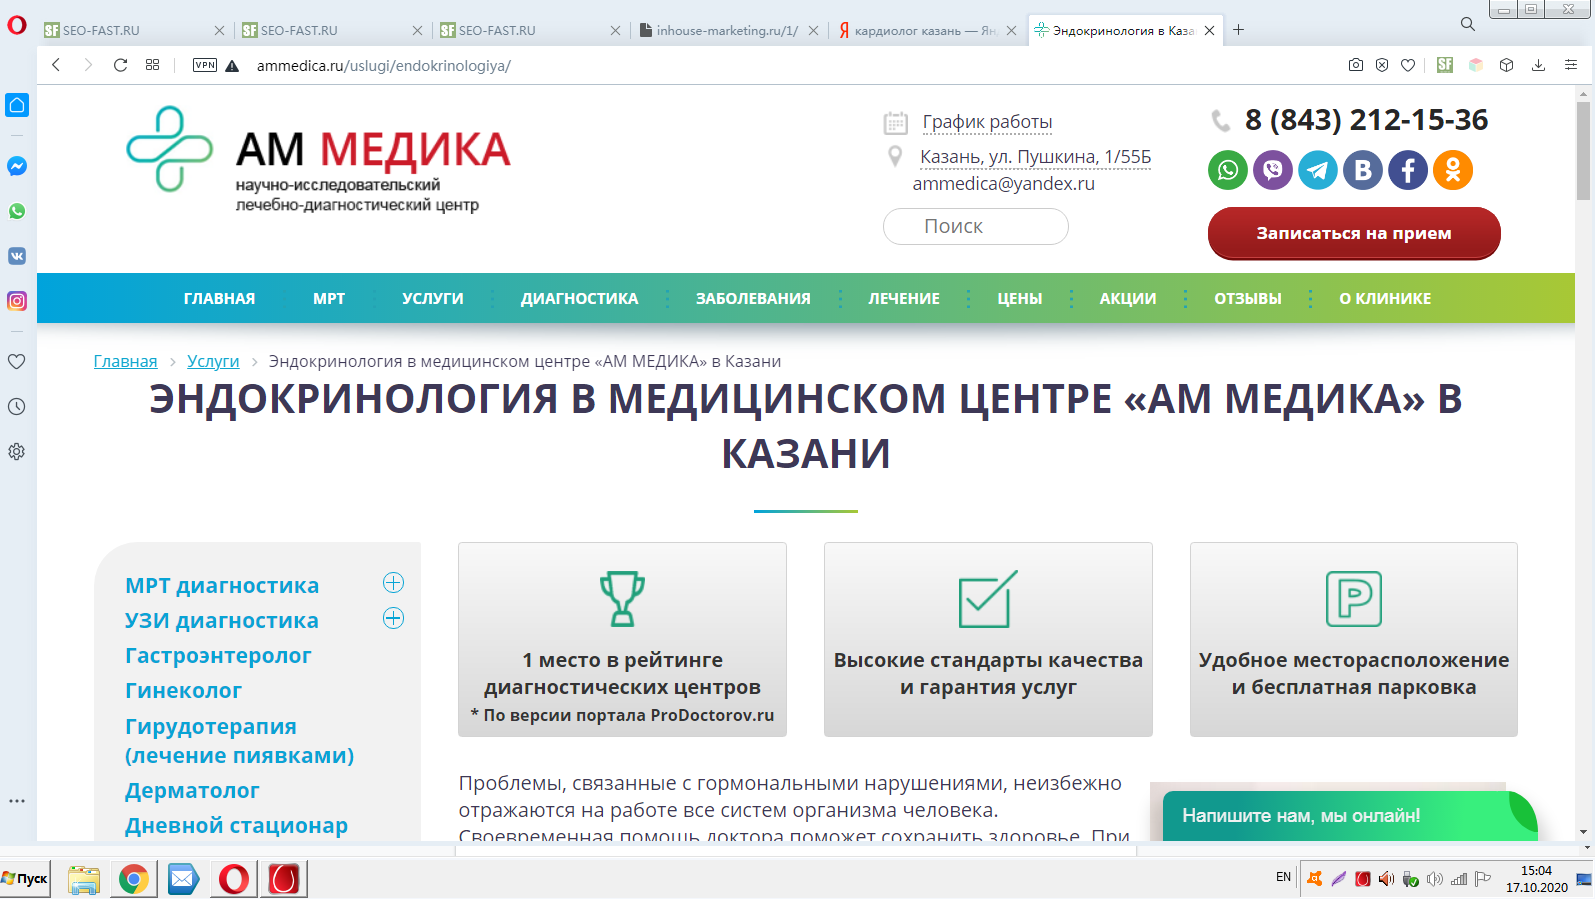 SEO-FAST.RU
SEO-FAST.RU
SEO-FAST.RU
inhouse-marketing.ru/1/
кардиолог казань — Ян
Эндокринология в Каза
VPN
ammedica.ru/uslugi/endokrinologiya/
SF
АМ МЕДИКА
научно-исследовательский
лечебно-диагностический центр
График работы
Казань, ул. Пушкина, 1/55Б
ammedica@yandex.ru
Поиск
8 (843) 212-15-36
Записаться на прием
ГЛАВНАЯ
МРТ
УСЛУГИ
ДИАГНОСТИКА
ЗАБОЛЕВАНИЯ
ЛЕЧЕНИЕ
ЦЕНЫ
АКЦИИ
ОТЗЫВЫ
О КЛИНИКЕ
Главная > Услуги > Эндокринология в медицинском центре «АМ МЕДИКА» в Казани
ЭНДОКРИНОЛОГИЯ В МЕДИЦИНСКОМ ЦЕНТРЕ «АМ МЕДИКА» В
КАЗАНИ
МРТ диагностика
УЗИ диагностика
Гастроэнтеролог
Гинеколог
Гирудотерапия
(лечение пиявками)
Дерматолог
Дневной стационар
1 место в рейтинге
диагностических центров
* По версии портала ProDoctorov.ru
Высокие стандарты качества
и гарантия услуг
P
Удобное месторасположение
и бесплатная парковка
Проблемы, связанные с гормональными нарушениями, неизбежно
отражаются на работе все систем организма человека.
Своевременная помощь доктора поможет сохранить здоровье. При
Напишите нам, мы онлайн!
Пуск
EN
15:04
17.10.2020